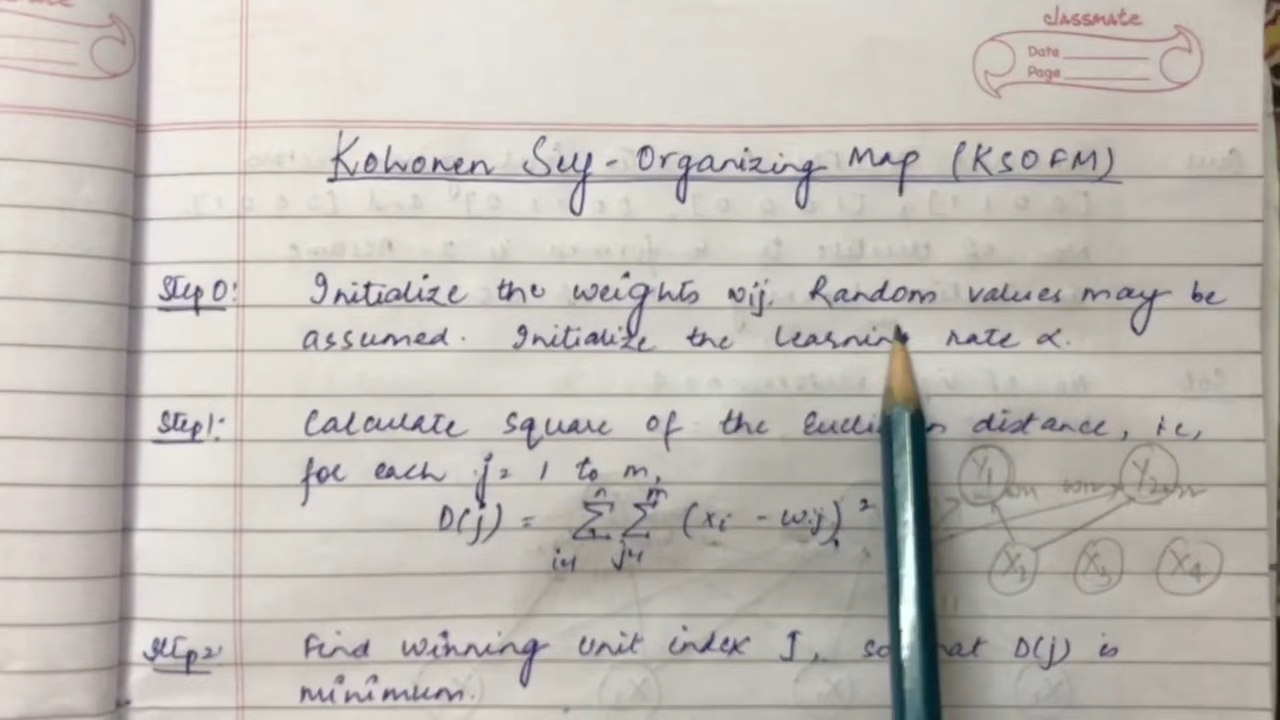 classmate
Date
Page
Kohonen Self-Organizing Map (KSOFM)
Step 0: Initialize the weights wij. Random values may be
assumed. Initialize the learning rate α.
Step 1: Calculate square of the Euclidean distance, i.e,
for each j = 1 to m,
D(j) = n∑i=1 m∑j=1 (xi - wij)²
Y1 Y2
X2 X3 X4
Step 2: Find winning unit index J, so that D(j) is
minimum.